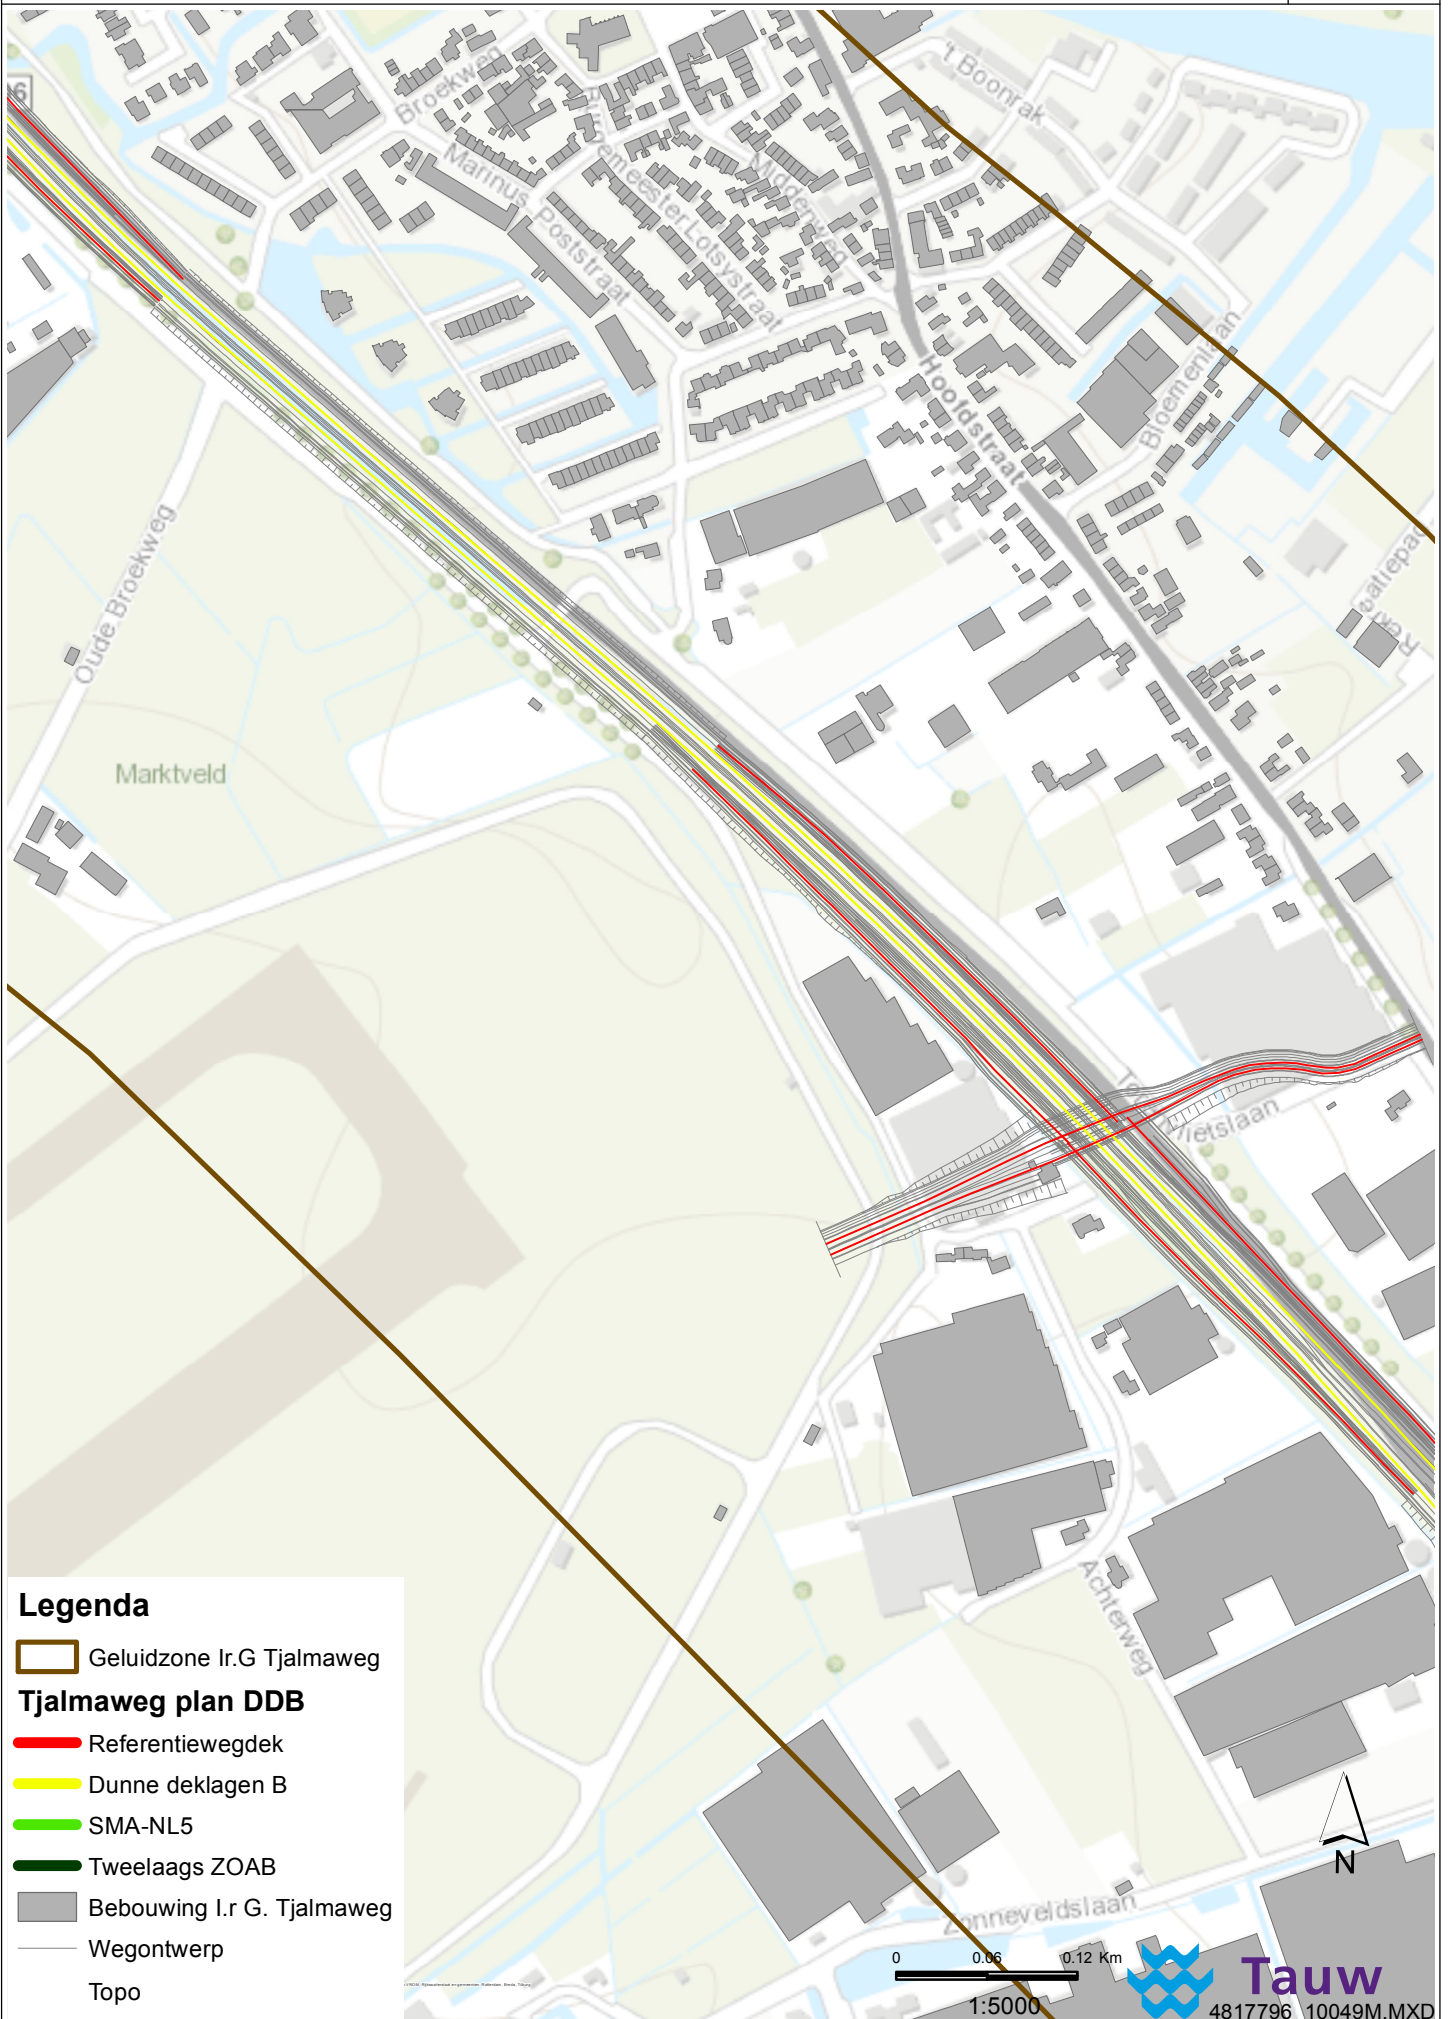 6
't Boonrak
Broekweg
Burgemeester Lotsystraat
Middenweg
Marinus Poststraat
Bloemenlaan
Hoofdstraat
Oude Broekweg
Marktveld
Achterweg
Zonneveldslaan
Legenda
Geluidzone Ir.G Tjalmaweg
Tjalmaweg plan DDB
Referentiewegdek
Dunne deklagen B
SMA-NL5
Tweelaags ZOAB
Bebouwing I.r G. Tjalmaweg
Wegontwerp
Topo
N
0 0.06 0.12 Km
1:5000
Tauw
4817796_10049M.MXD